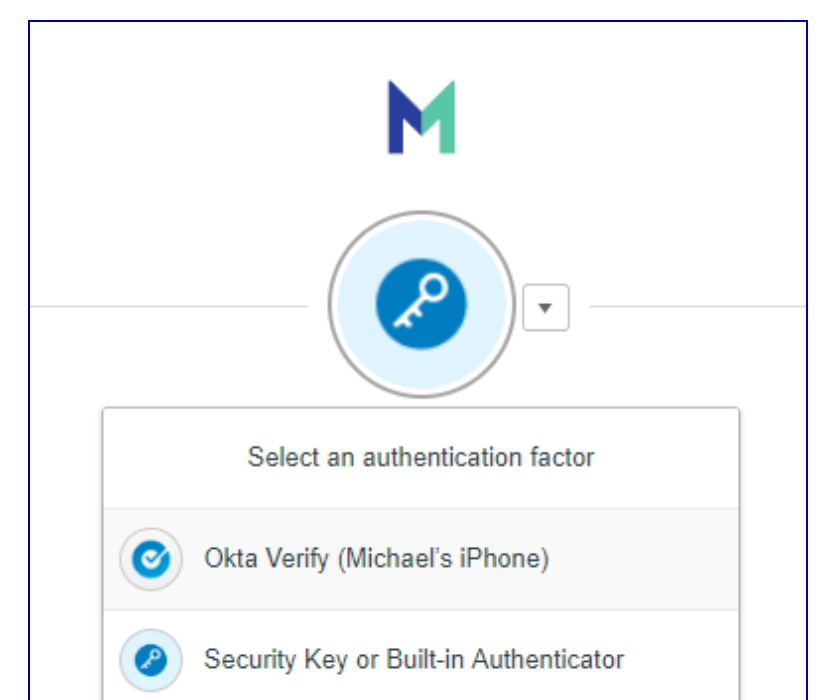 Select an authentication factor
Okta Verify (Michael's iPhone)
Security Key or Built-in Authenticator